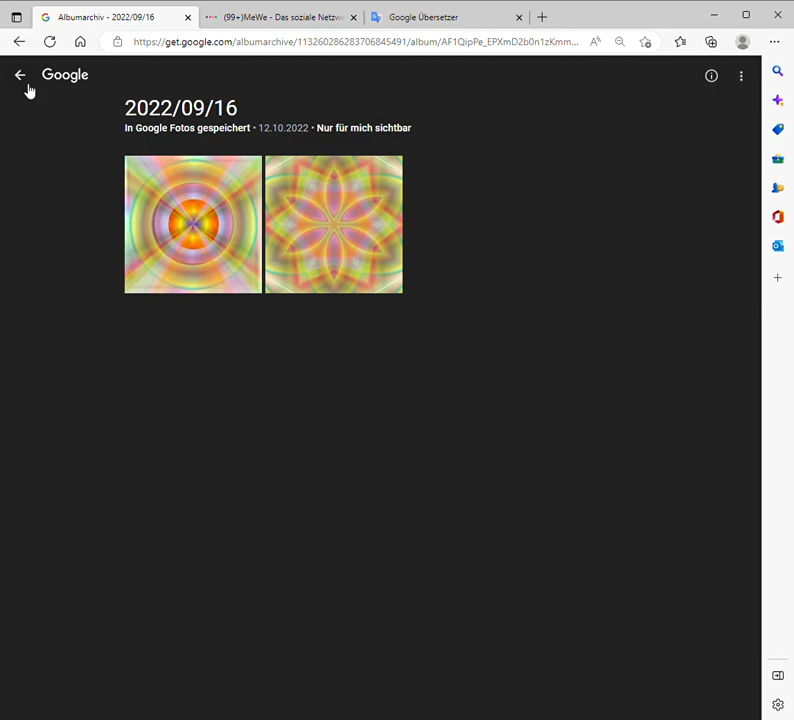 Albumarchiv - 2022/09/16
(99+)MeWe - Das soziale Netzwe
Google Übersetzer
https://get.google.com/albumarchive/113260286283706845491/album/AF1QipPe_EPXmD2b0n1zKmm...
Google
2022/09/16
In Google Fotos gespeichert · 12.10.2022 · Nur für mich sichtbar